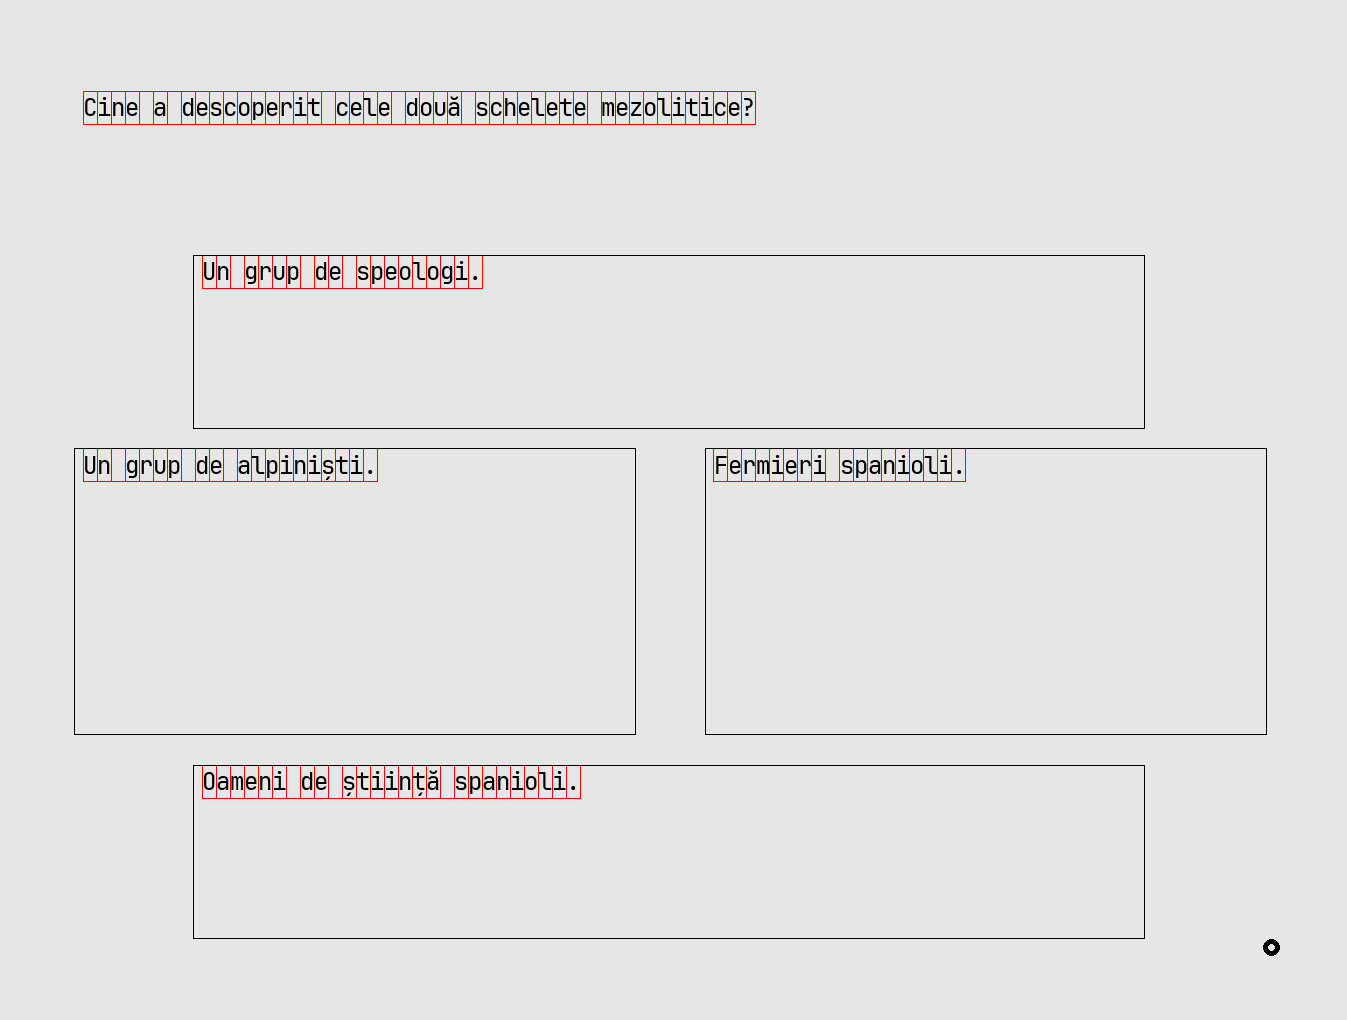 Cine a descoperit cele două schelete mezolitice?
Un grup de speologi.
Un grup de alpiniști.
Fermieri spanioli.
Oameni de știință spanioli.